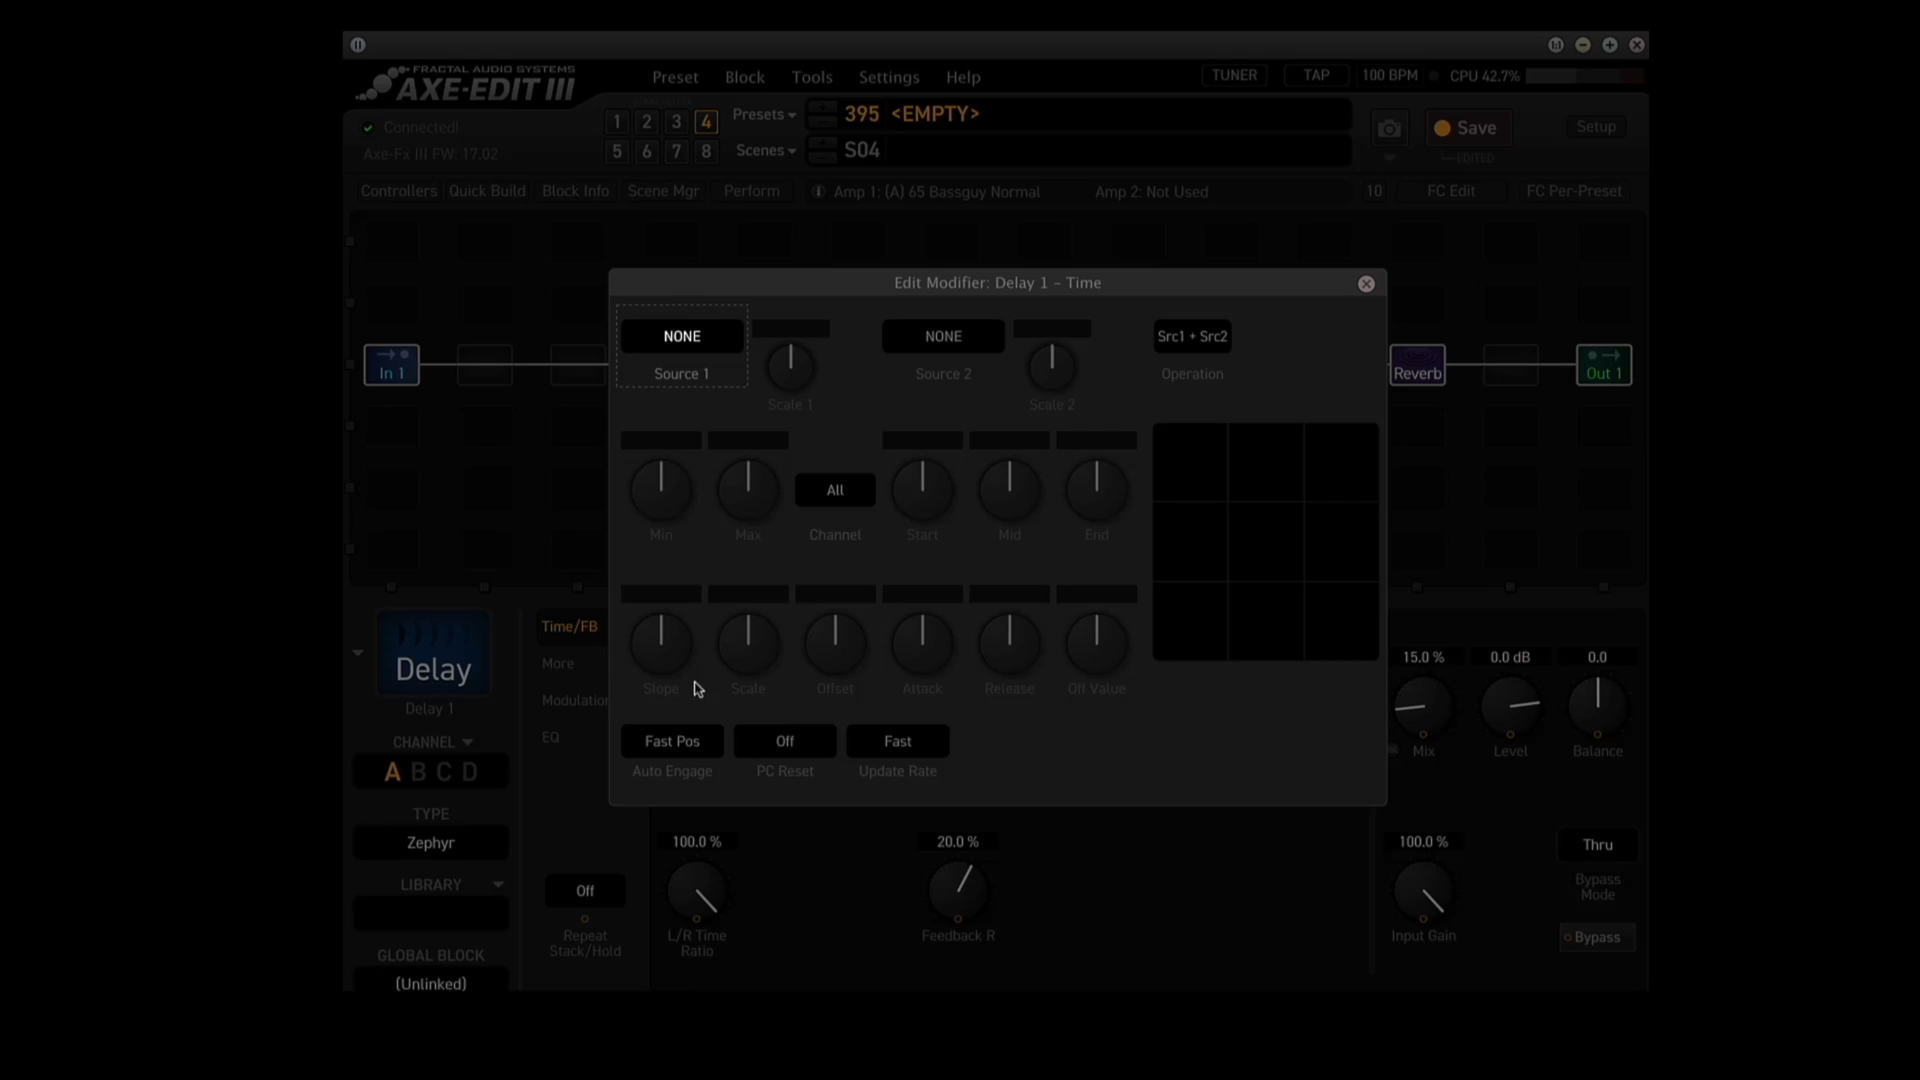 FRACTAL AUDIO SYSTEMS
AXE-EDIT III
Preset Block Tools Settings Help
TUNER TAP 100 BPM CPU 42.7%
Connected!
Axe-Fx III FW: 17.02
1 2 3 4
5 6 7 8
Presets 395 <EMPTY>
Scenes S04
Save
EDITED
Setup
Controllers Quick Build Block Info Scene Mgr Perform
Amp 1: (A) 65 Bassguy Normal Amp 2: Not Used
10 FC Edit FC Per-Preset
In 1
Reverb
Out 1
Edit Modifier: Delay 1 – Time
NONE NONE Src1 + Src2
Source 1 Scale 1 Source 2 Scale 2 Operation
All
Min Max Channel Start Mid End
Slope Scale Offset Attack Release Off Value
Fast Pos Off Fast
Auto Engage PC Reset Update Rate
Delay
Delay 1
CHANNEL
A B C D
TYPE
Zephyr
LIBRARY
GLOBAL BLOCK
(Unlinked)
Time/FB
More
Modulation
EQ
15.0 % 0.0 dB 0.0
Mix Level Balance
Off
Repeat
Stack/Hold
100.0 %
L/R Time
Ratio
20.0 %
Feedback R
100.0 %
Input Gain
Thru
Bypass
Mode
Bypass